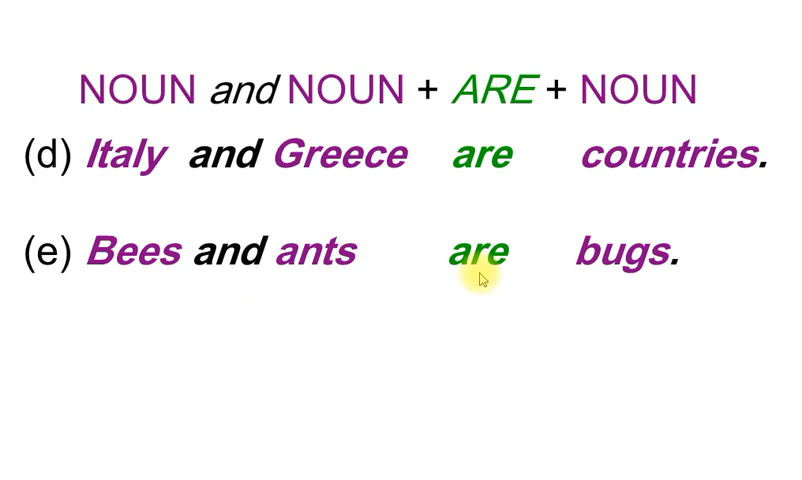 NOUN and NOUN + ARE + NOUN
(d) Italy and Greece are countries.
(e) Bees and ants are bugs.